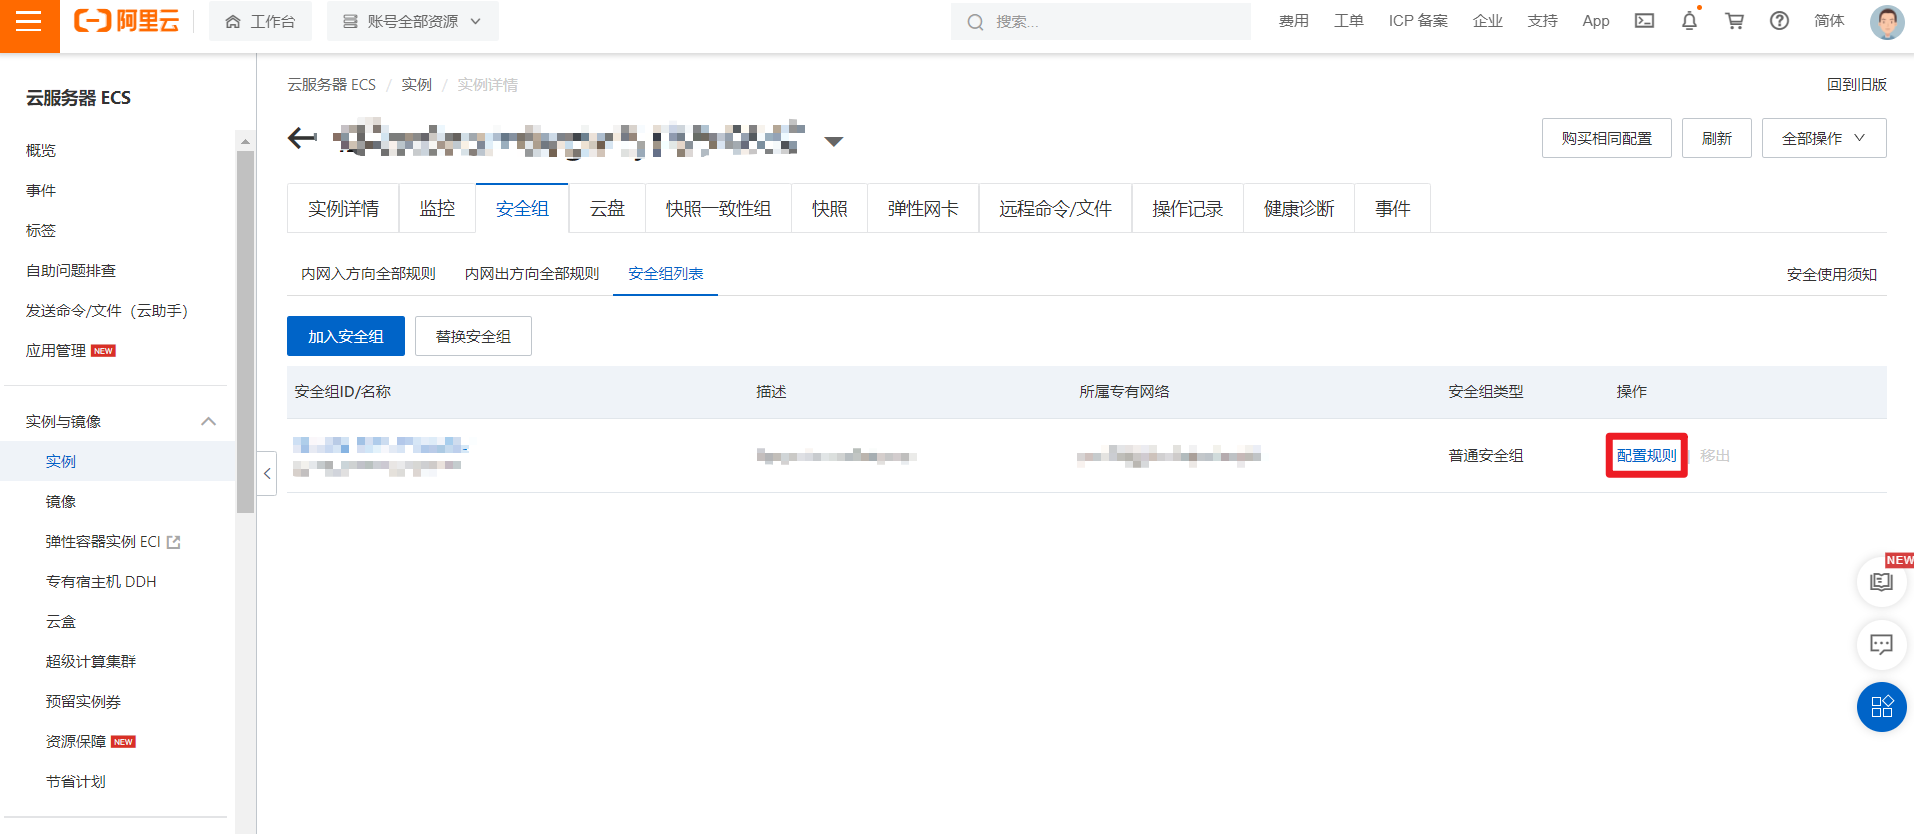 阿里云
工作台
账号全部资源
搜索...
费用
工单
ICP 备案
企业
支持
App
简体
云服务器 ECS
概览
事件
标签
自助问题排查
发送命令/文件（云助手）
应用管理 NEW
实例与镜像
实例
镜像
弹性容器实例 ECI
专有宿主机 DDH
云盒
超级计算集群
预留实例券
资源保障 NEW
节省计划
云服务器 ECS / 实例 / 实例详情
回到旧版
购买相同配置
刷新
全部操作
实例详情
监控
安全组
云盘
快照一致性组
快照
弹性网卡
远程命令/文件
操作记录
健康诊断
事件
内网入方向全部规则
内网出方向全部规则
安全组列表
安全使用须知
加入安全组
替换安全组
安全组ID/名称
描述
所属专有网络
安全组类型
操作
普通安全组
配置规则
移出
NEW